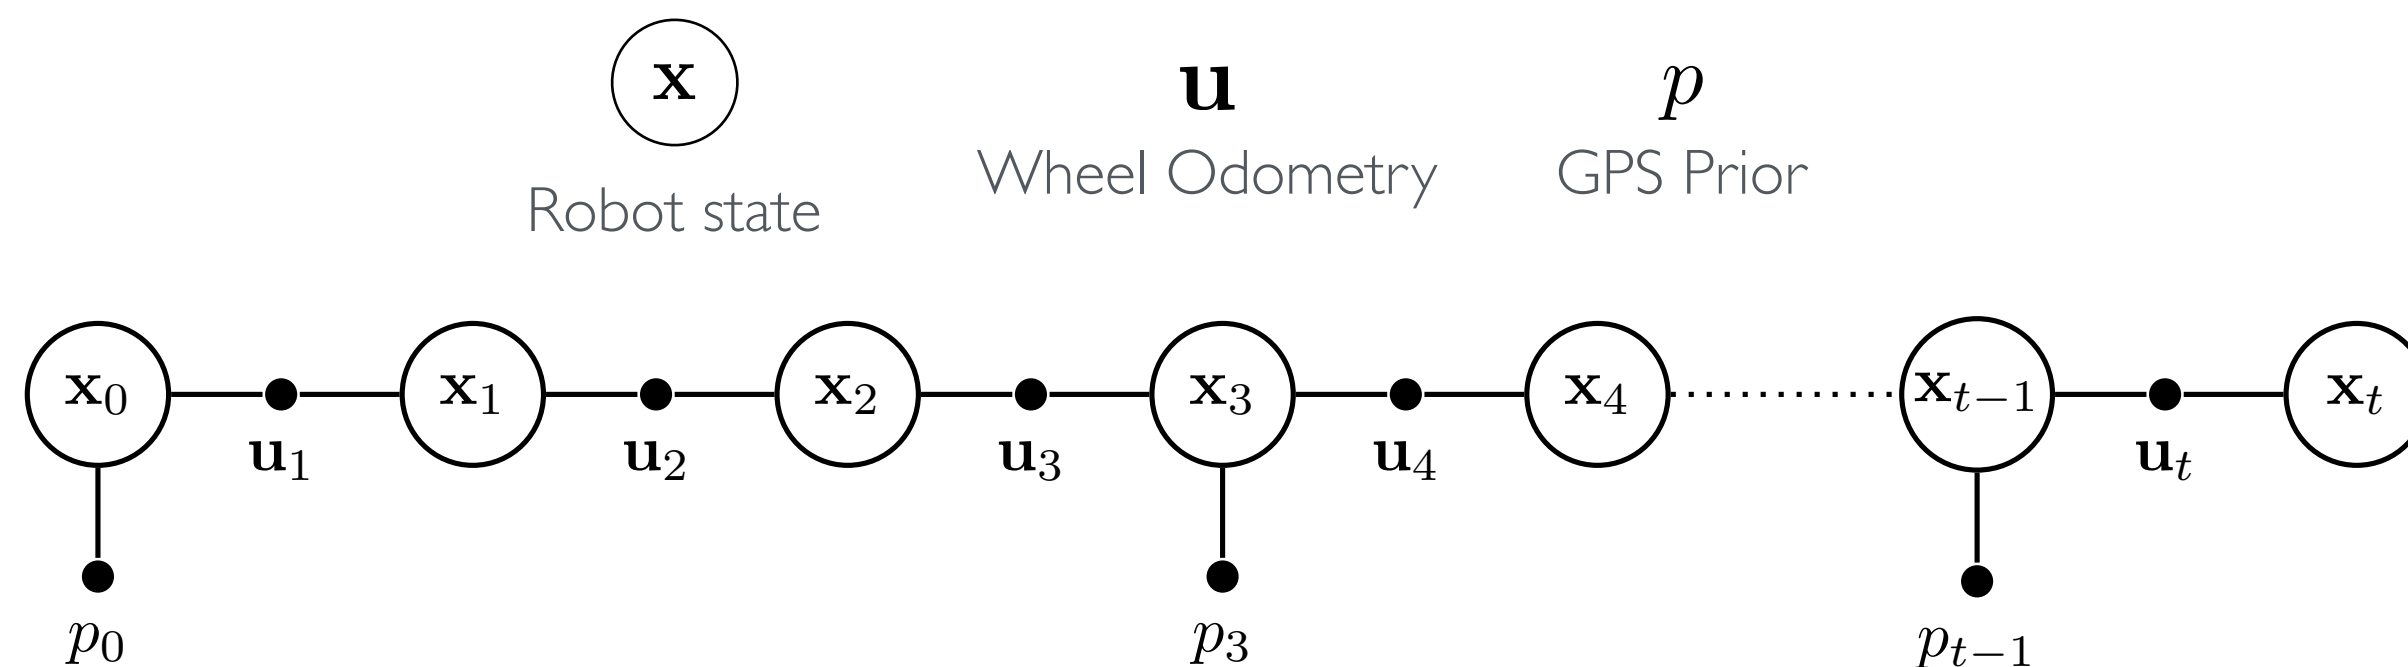 x u p
Wheel Odometry GPS Prior
Robot state
x₀ x₁ x₂ x₃ x₄ xₜ₋₁ xₜ
u₁ u₂ u₃ u₄ uₜ
p₀ p₃ pₜ₋₁